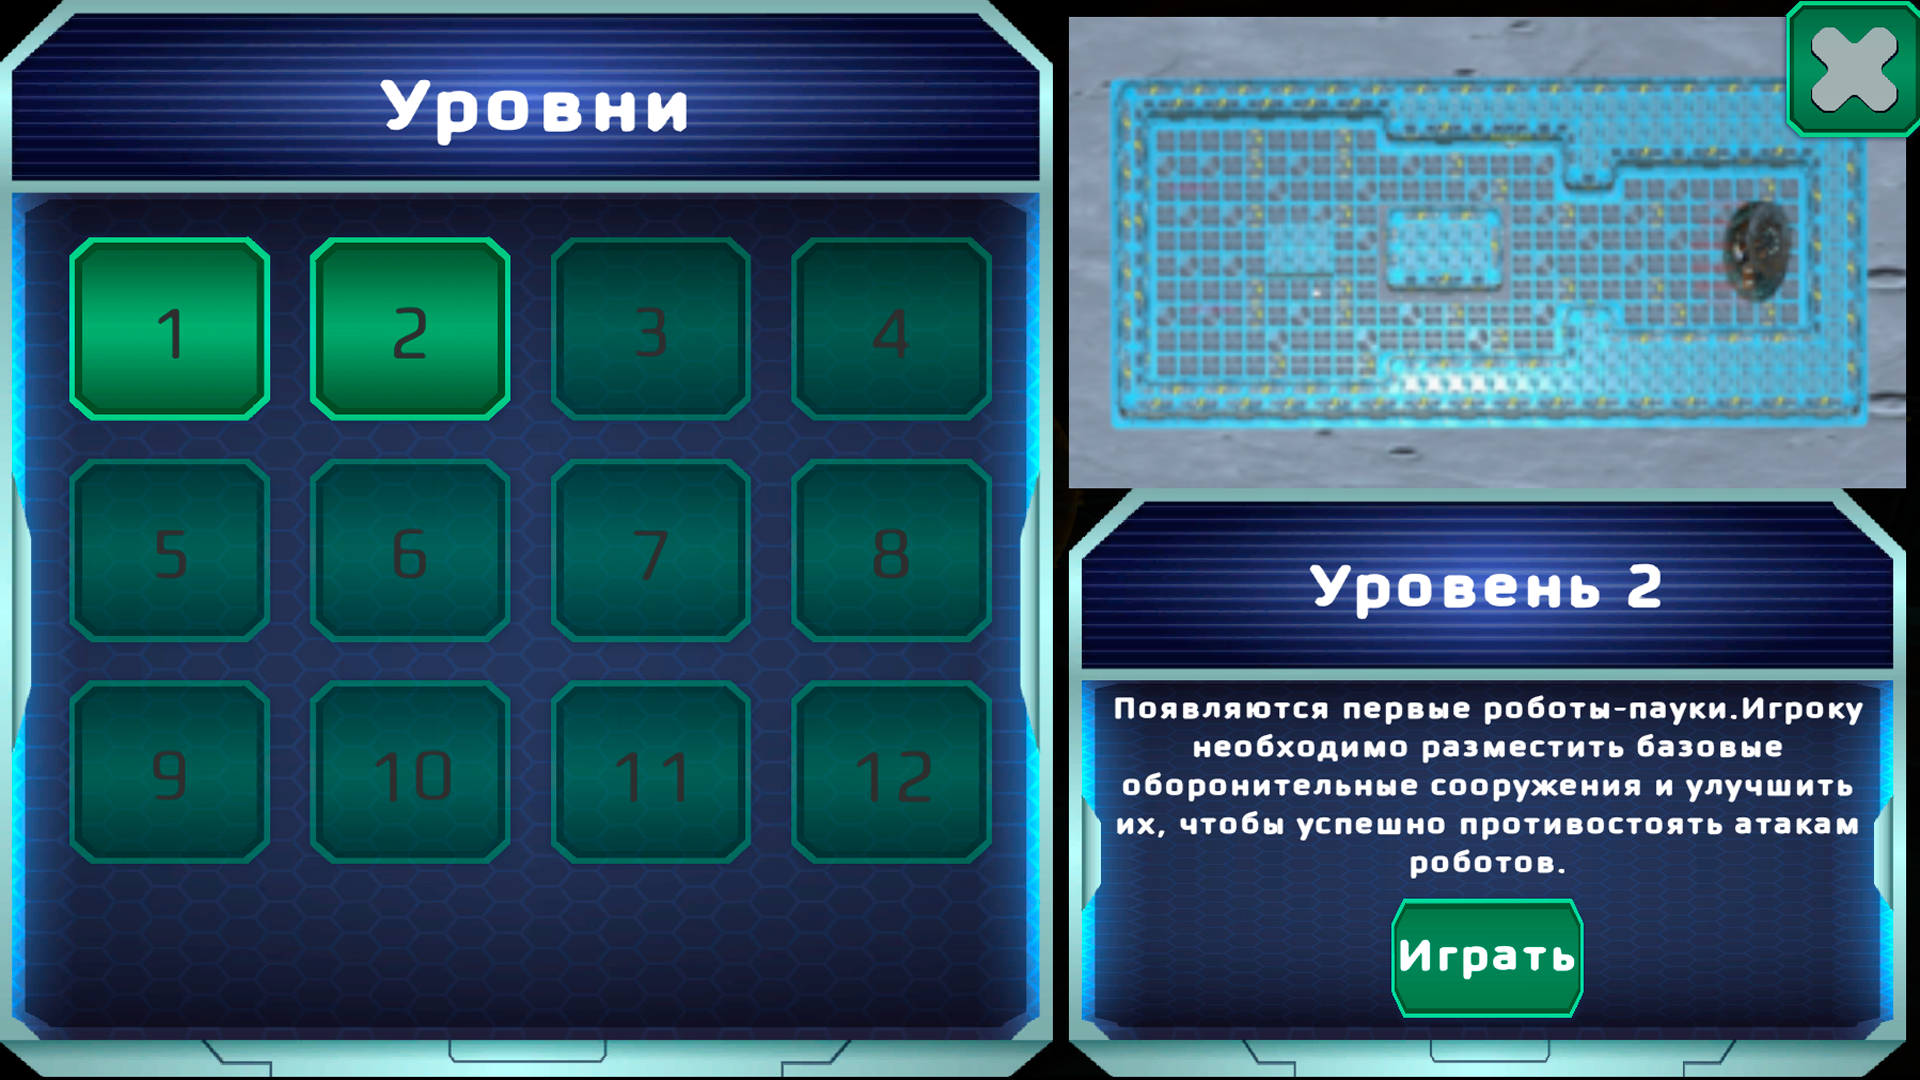 Уровни
1 2 3 4
5 6 7 8
9 10 11 12
Уровень 2
Появляются первые роботы-пауки.Игроку
необходимо разместить базовые
оборонительные сооружения и улучшить
их, чтобы успешно противостоять атакам
роботов.
Играть